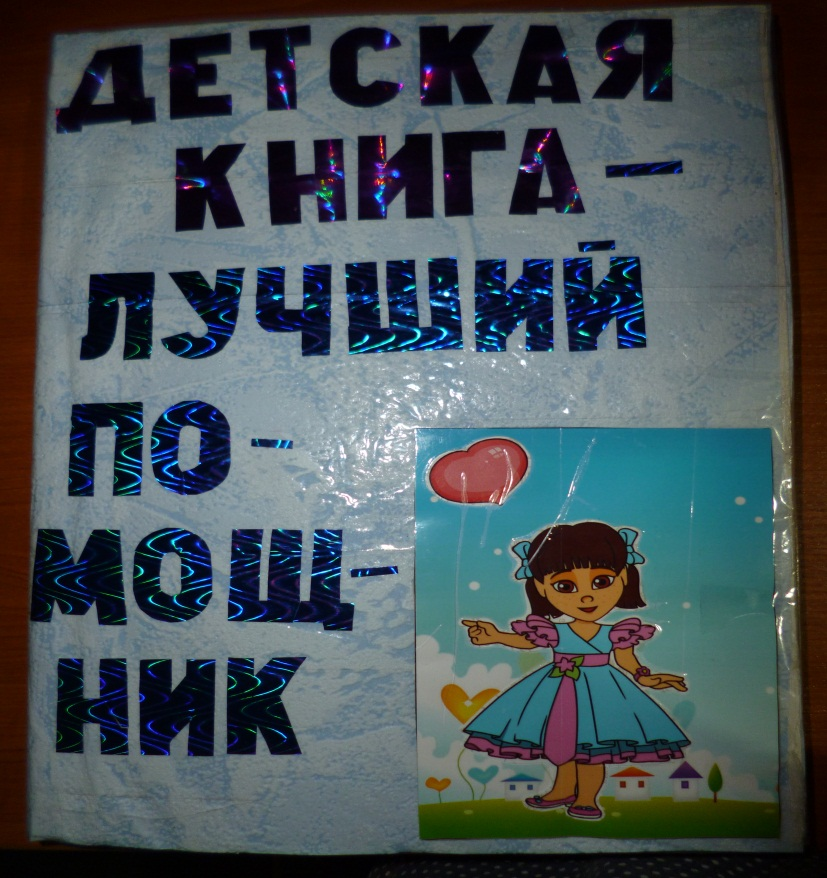 ДЕТСКАЯ
КНИГА –
ЛУЧШИЙ
ПО-
МОЩ-
НИК